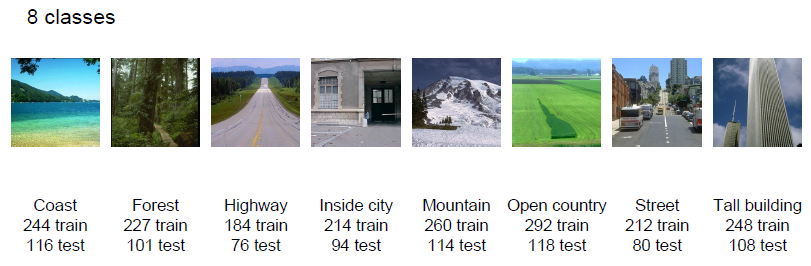 8 classes
Coast
244 train
116 test
Forest
227 train
101 test
Highway
184 train
76 test
Inside city
214 train
94 test
Mountain
260 train
114 test
Open country
292 train
118 test
Street
212 train
80 test
Tall building
248 train
108 test